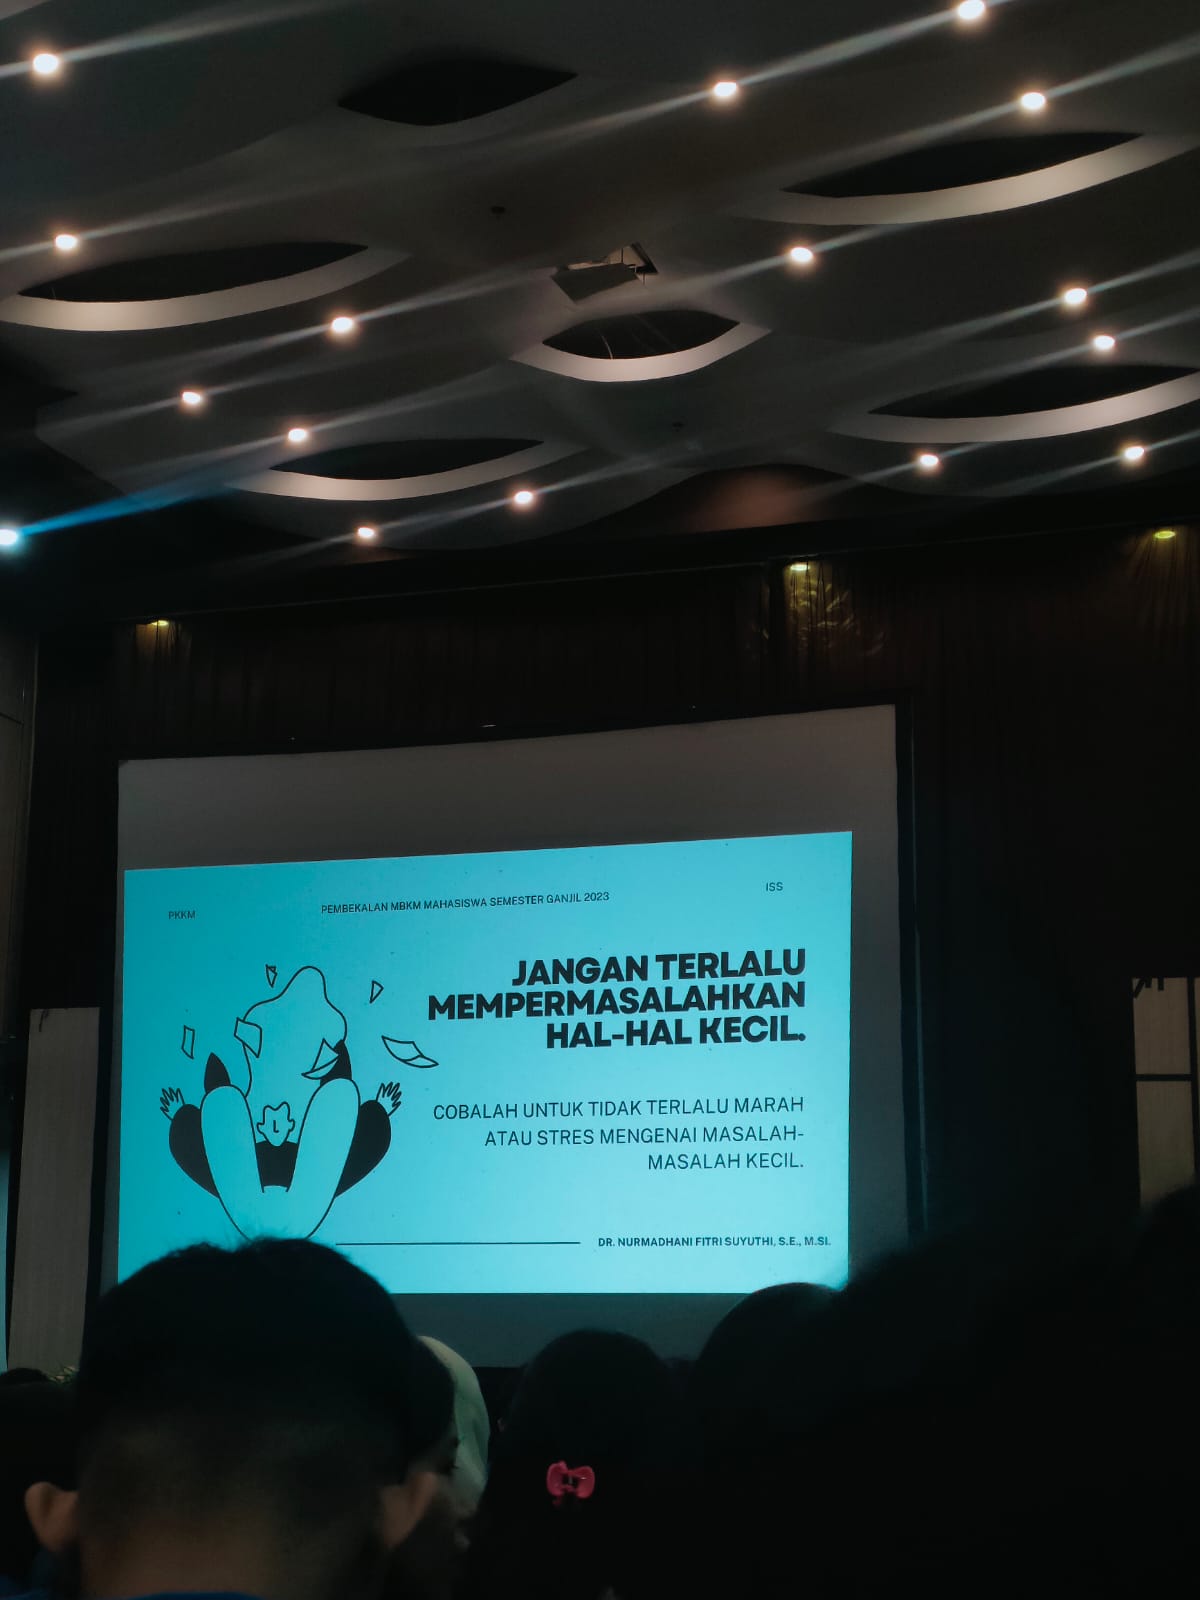 PKKM
PEMBEKALAN MBKM MAHASISWA SEMESTER GANJIL 2023
ISS
JANGAN TERLALU
MEMPERMASALAHKAN
HAL-HAL KECIL.
COBALAH UNTUK TIDAK TERLALU MARAH
ATAU STRES MENGENAI MASALAH-
MASALAH KECIL.
DR. NURMADHANI FITRI SUYUTHI, S.E., M.SI.